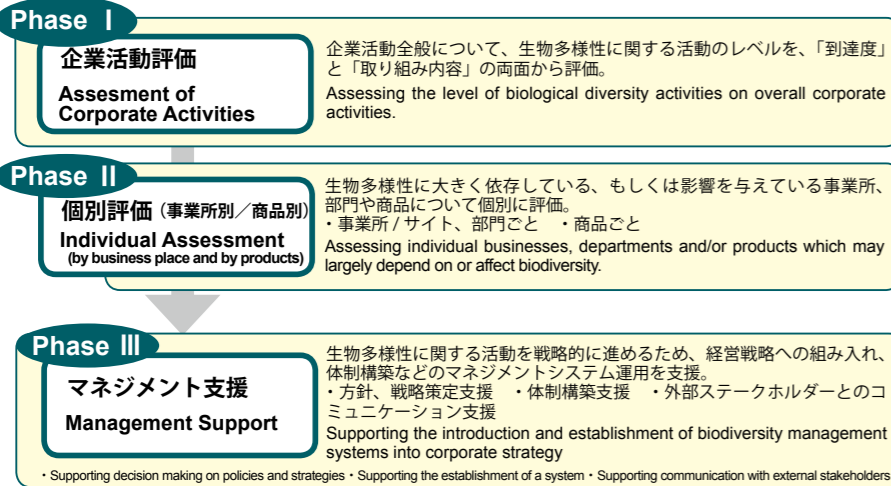 Phase Ⅰ
企業活動評価
Assesment of
Corporate Activities
企業活動全般について、生物多様性に関する活動のレベルを、「到達度」
と「取り組み内容」の両面から評価。
Assessing the level of biological diversity activities on overall corporate
activities.
Phase Ⅱ
個別評価（事業所別／商品別）
Individual Assessment
(by business place and by products)
生物多様性に大きく依存している、もしくは影響を与えている事業所、
部門や商品について個別に評価。
・事業所 / サイト、部門ごと　・商品ごと
Assessing individual businesses, departments and/or products which may
largely depend on or affect biodiversity.
Phase Ⅲ
マネジメント支援
Management Support
生物多様性に関する活動を戦略的に進めるため、経営戦略への組み入れ、
体制構築などのマネジメントシステム運用を支援。
・方針、戦略策定支援　・体制構築支援　・外部ステークホルダーとのコ
ミュニケーション支援
Supporting the introduction and establishment of biodiversity management
systems into corporate strategy
・Supporting decision making on policies and strategies・Supporting the establishment of a system・Supporting communication with external stakeholders